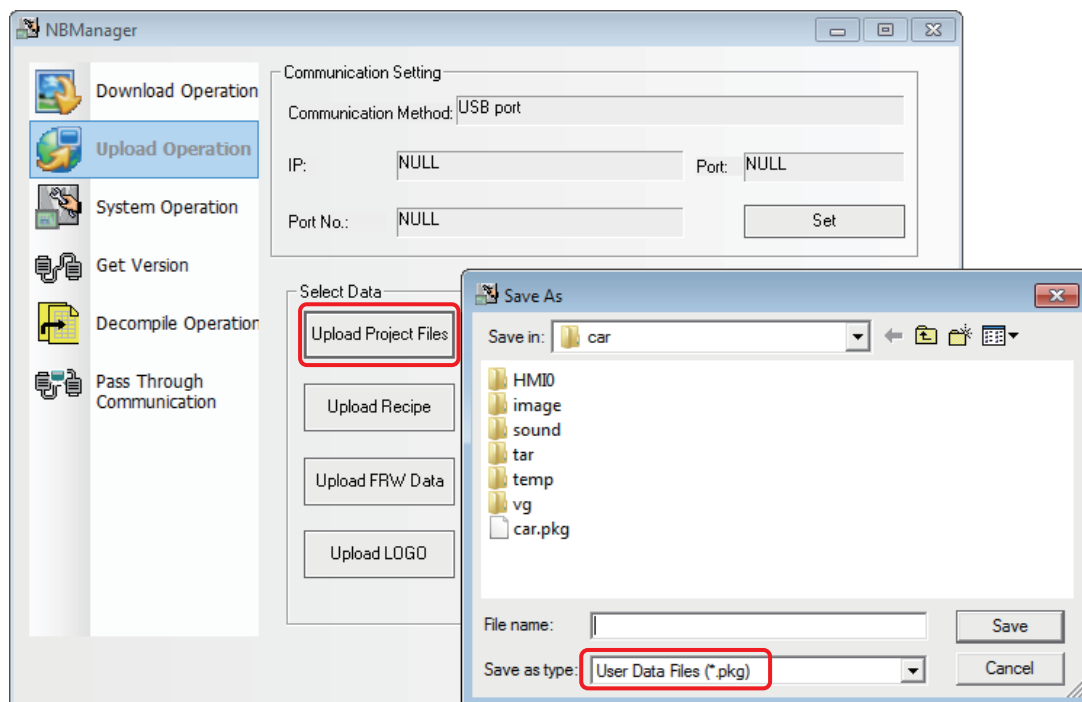 NBManager
Download Operation
Upload Operation
System Operation
Get Version
Decompile Operation
Pass Through
Communication
Communication Setting
Communication Method: USB port
IP: NULL Port: NULL
Port No.: NULL Set
Select Data
Upload Project Files
Upload Recipe
Upload FRW Data
Upload LOGO
Save As
Save in: car
HMI0
image
sound
tar
temp
vg
car.pkg
File name: Save
Save as type: User Data Files (*.pkg) Cancel